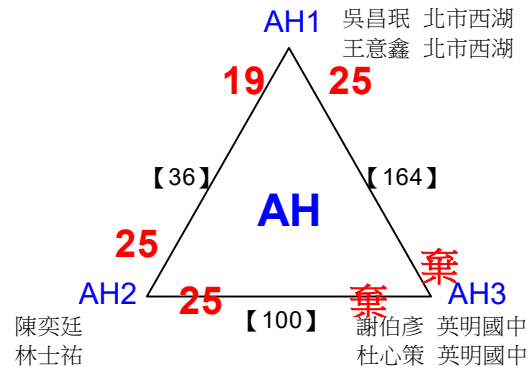 AH1
吳昌珉 北市西湖
王意鑫 北市西湖
19
25
【36】
【164】
AH
25
棄
AH2
25
棄
AH3
【100】
陳奕廷
林士祐
謝伯彥 英明國中
杜心策 英明國中